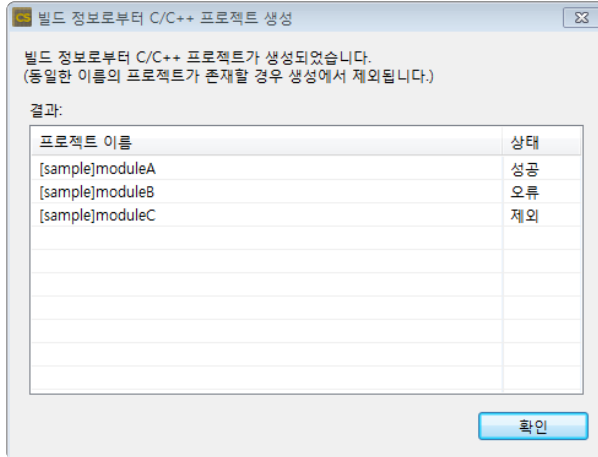 CS 빌드 정보로부터 C/C++ 프로젝트 생성
빌드 정보로부터 C/C++ 프로젝트가 생성되었습니다.
(동일한 이름의 프로젝트가 존재할 경우 생성에서 제외됩니다.)
결과:
프로젝트 이름 상태
[sample]moduleA 성공
[sample]moduleB 오류
[sample]moduleC 제외
확인